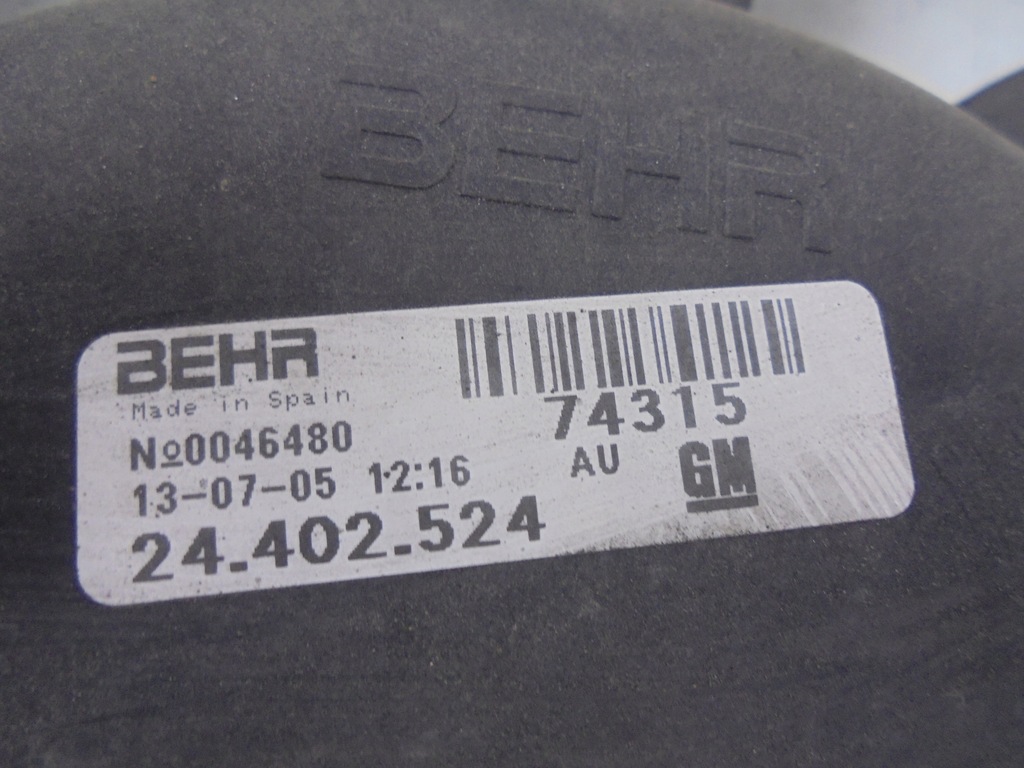 BEHR
BEHR
Made in Spain
74315
Nº0046480
AU
GM
13-07-05 12:16
24.402.524